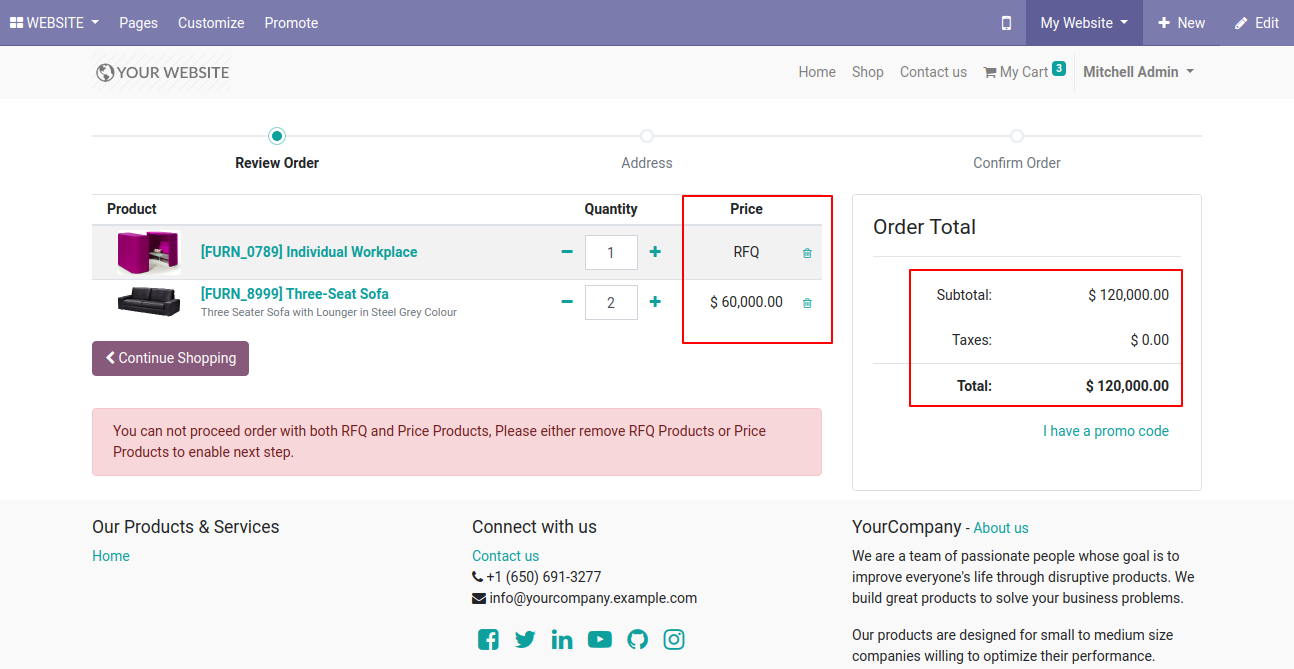 WEBSITE Pages Customize Promote My Website New Edit
YOUR WEBSITE Home Shop Contact us My Cart 3 Mitchell Admin
Review Order Address Confirm Order
Product Quantity Price
[FURN_0789] Individual Workplace 1 RFQ
[FURN_8999] Three-Seat Sofa
Three Seater Sofa with Lounger in Steel Grey Colour
2 $ 60,000.00
Continue Shopping
You can not proceed order with both RFQ and Price Products, Please either remove RFQ Products or Price
Products to enable next step.
Order Total
Subtotal: $ 120,000.00
Taxes: $ 0.00
Total: $ 120,000.00
I have a promo code
Our Products & Services
Home
Connect with us
Contact us
+1 (650) 691-3277
info@yourcompany.example.com
YourCompany - About us
We are a team of passionate people whose goal is to
improve everyone's life through disruptive products. We
build great products to solve your business problems.
Our products are designed for small to medium size
companies willing to optimize their performance.